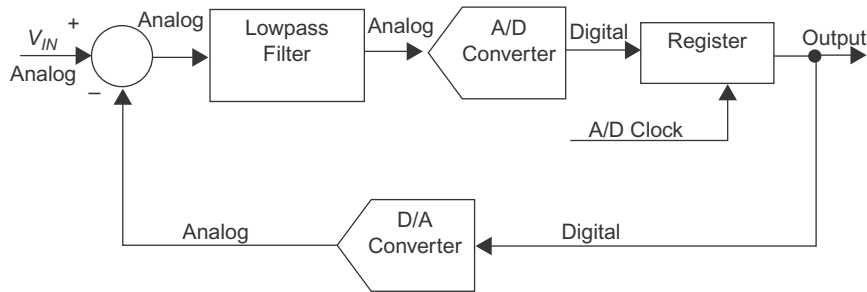 V_IN
+
Analog
−
Analog
Lowpass
Filter
Analog
A/D
Converter
Digital
Register
Output
A/D Clock
D/A
Converter
Analog
Digital